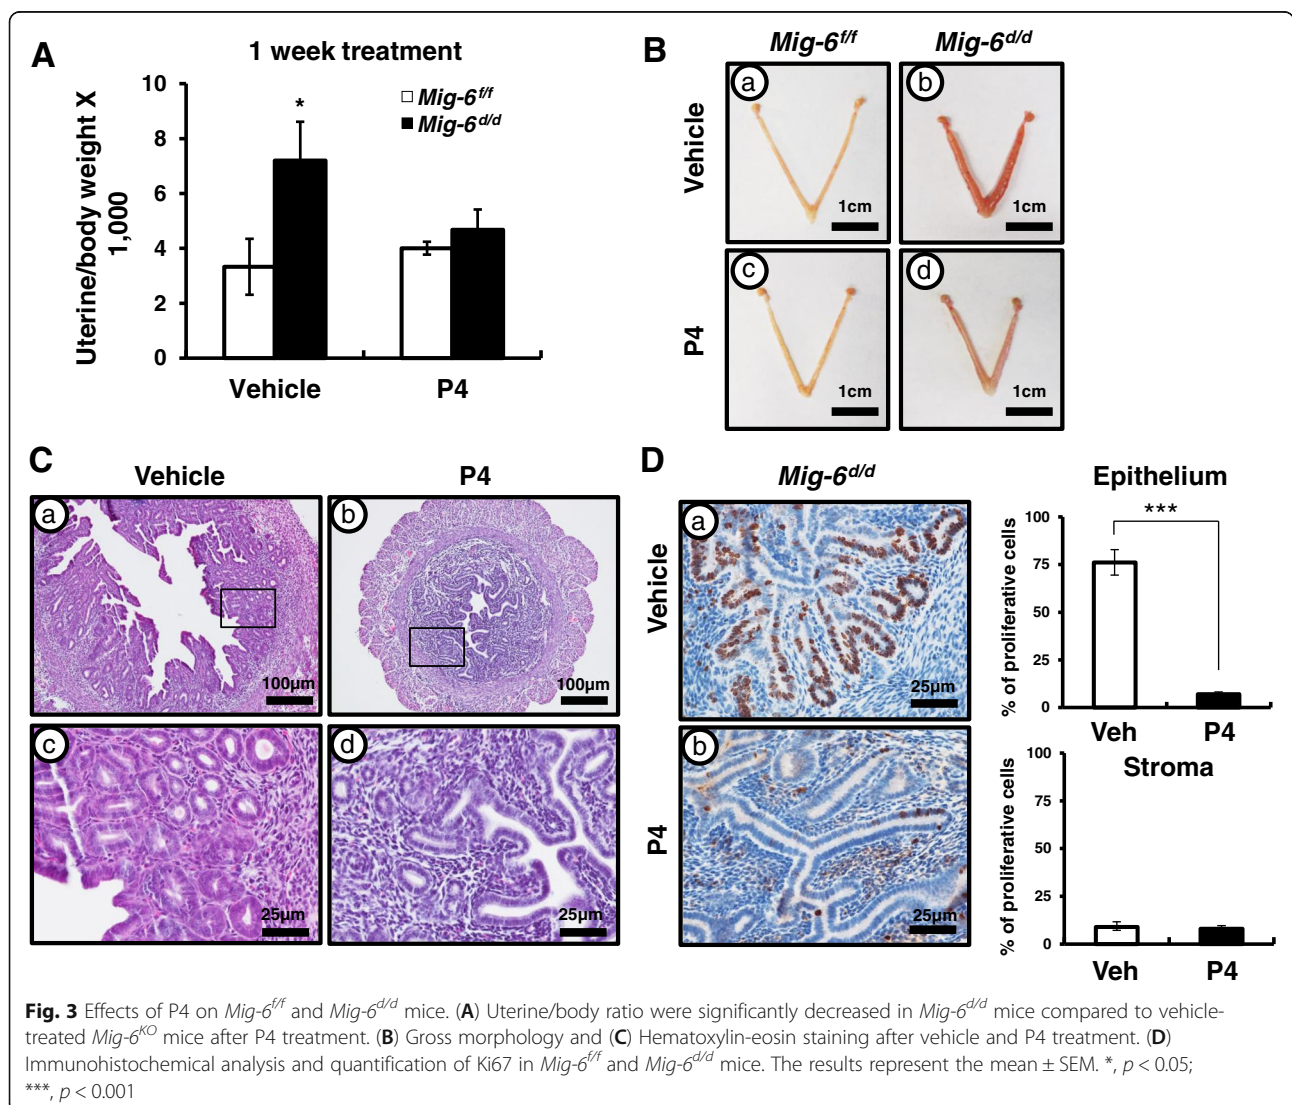 A
1 week treatment
10
8
6
4
2
0
Uterine/body weight X
1,000
*
Mig-6f/f
Mig-6d/d
Vehicle
P4
B
Mig-6f/f
Mig-6d/d
Vehicle
P4
a
1cm
b
1cm
c
1cm
d
1cm
C
Vehicle
P4
a
100µm
b
100µm
c
25µm
d
25µm
D
Mig-6d/d
Vehicle
P4
a
25µm
b
25µm
Epithelium
% of proliferative cells
100
75
50
25
0
***
Veh
P4
Stroma
% of proliferative cells
100
75
50
25
0
Veh
P4
Fig. 3 Effects of P4 on Mig-6f/f and Mig-6d/d mice. (A) Uterine/body ratio were significantly decreased in Mig-6d/d mice compared to vehicle-
treated Mig-6KO mice after P4 treatment. (B) Gross morphology and (C) Hematoxylin-eosin staining after vehicle and P4 treatment. (D)
Immunohistochemical analysis and quantification of Ki67 in Mig-6f/f and Mig-6d/d mice. The results represent the mean ± SEM. *, p < 0.05;
***, p < 0.001